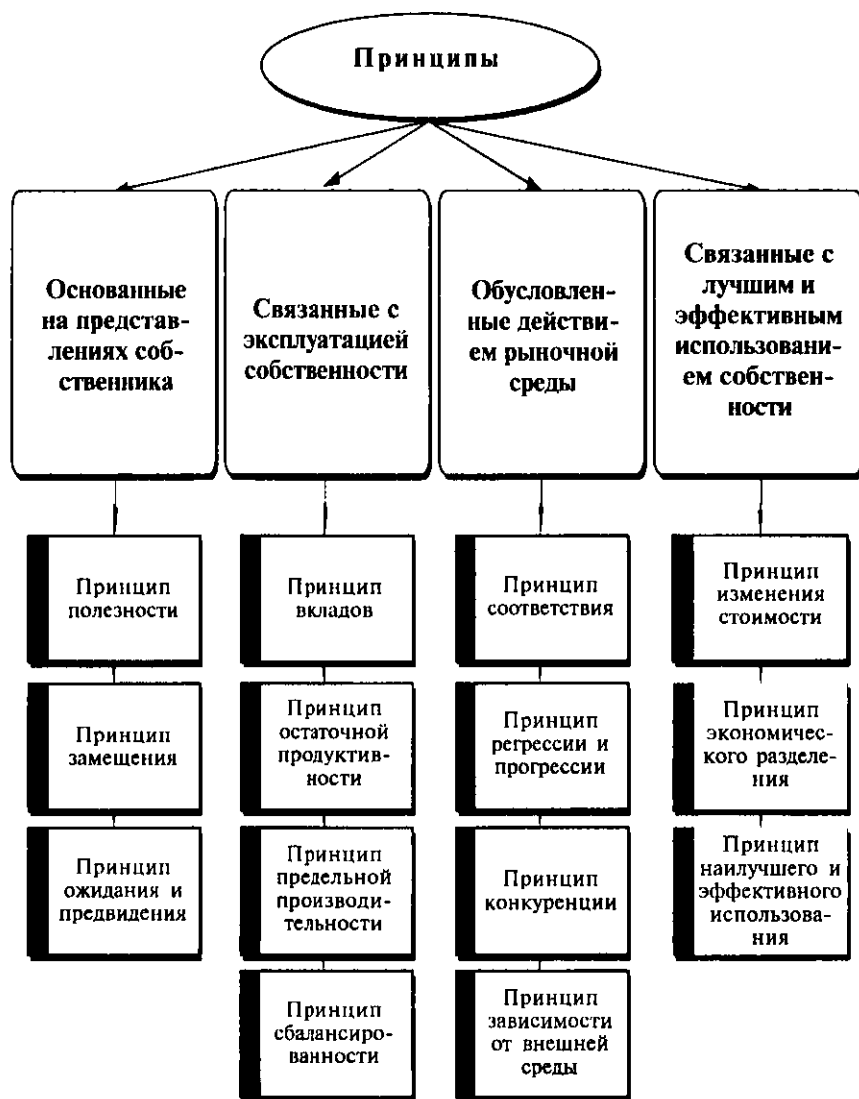 Принципы
Основанные
на представ-
лениях соб-
ственника
Связанные с
эксплуатацией
собственности
Обусловлен-
ные действи-
ем рыночной
среды
Связанные с
лучшим и
эффективным
использовани-
ем собствен-
ности
Принцип
полезности
Принцип
замещения
Принцип
ожидания и
предвидения
Принцип
вкладов
Принцип
остаточной
продуктив-
ности
Принцип
предельной
производи-
тельности
Принцип
сбалансиро-
ванности
Принцип
соответствия
Принцип
регрессии и
прогрессии
Принцип
конкуренции
Принцип
зависимости
от внешней
среды
Принцип
изменения
стоимости
Принцип
экономичес-
кого разделе-
ния
Принцип
наилучшего и
эффективного
использова-
ния